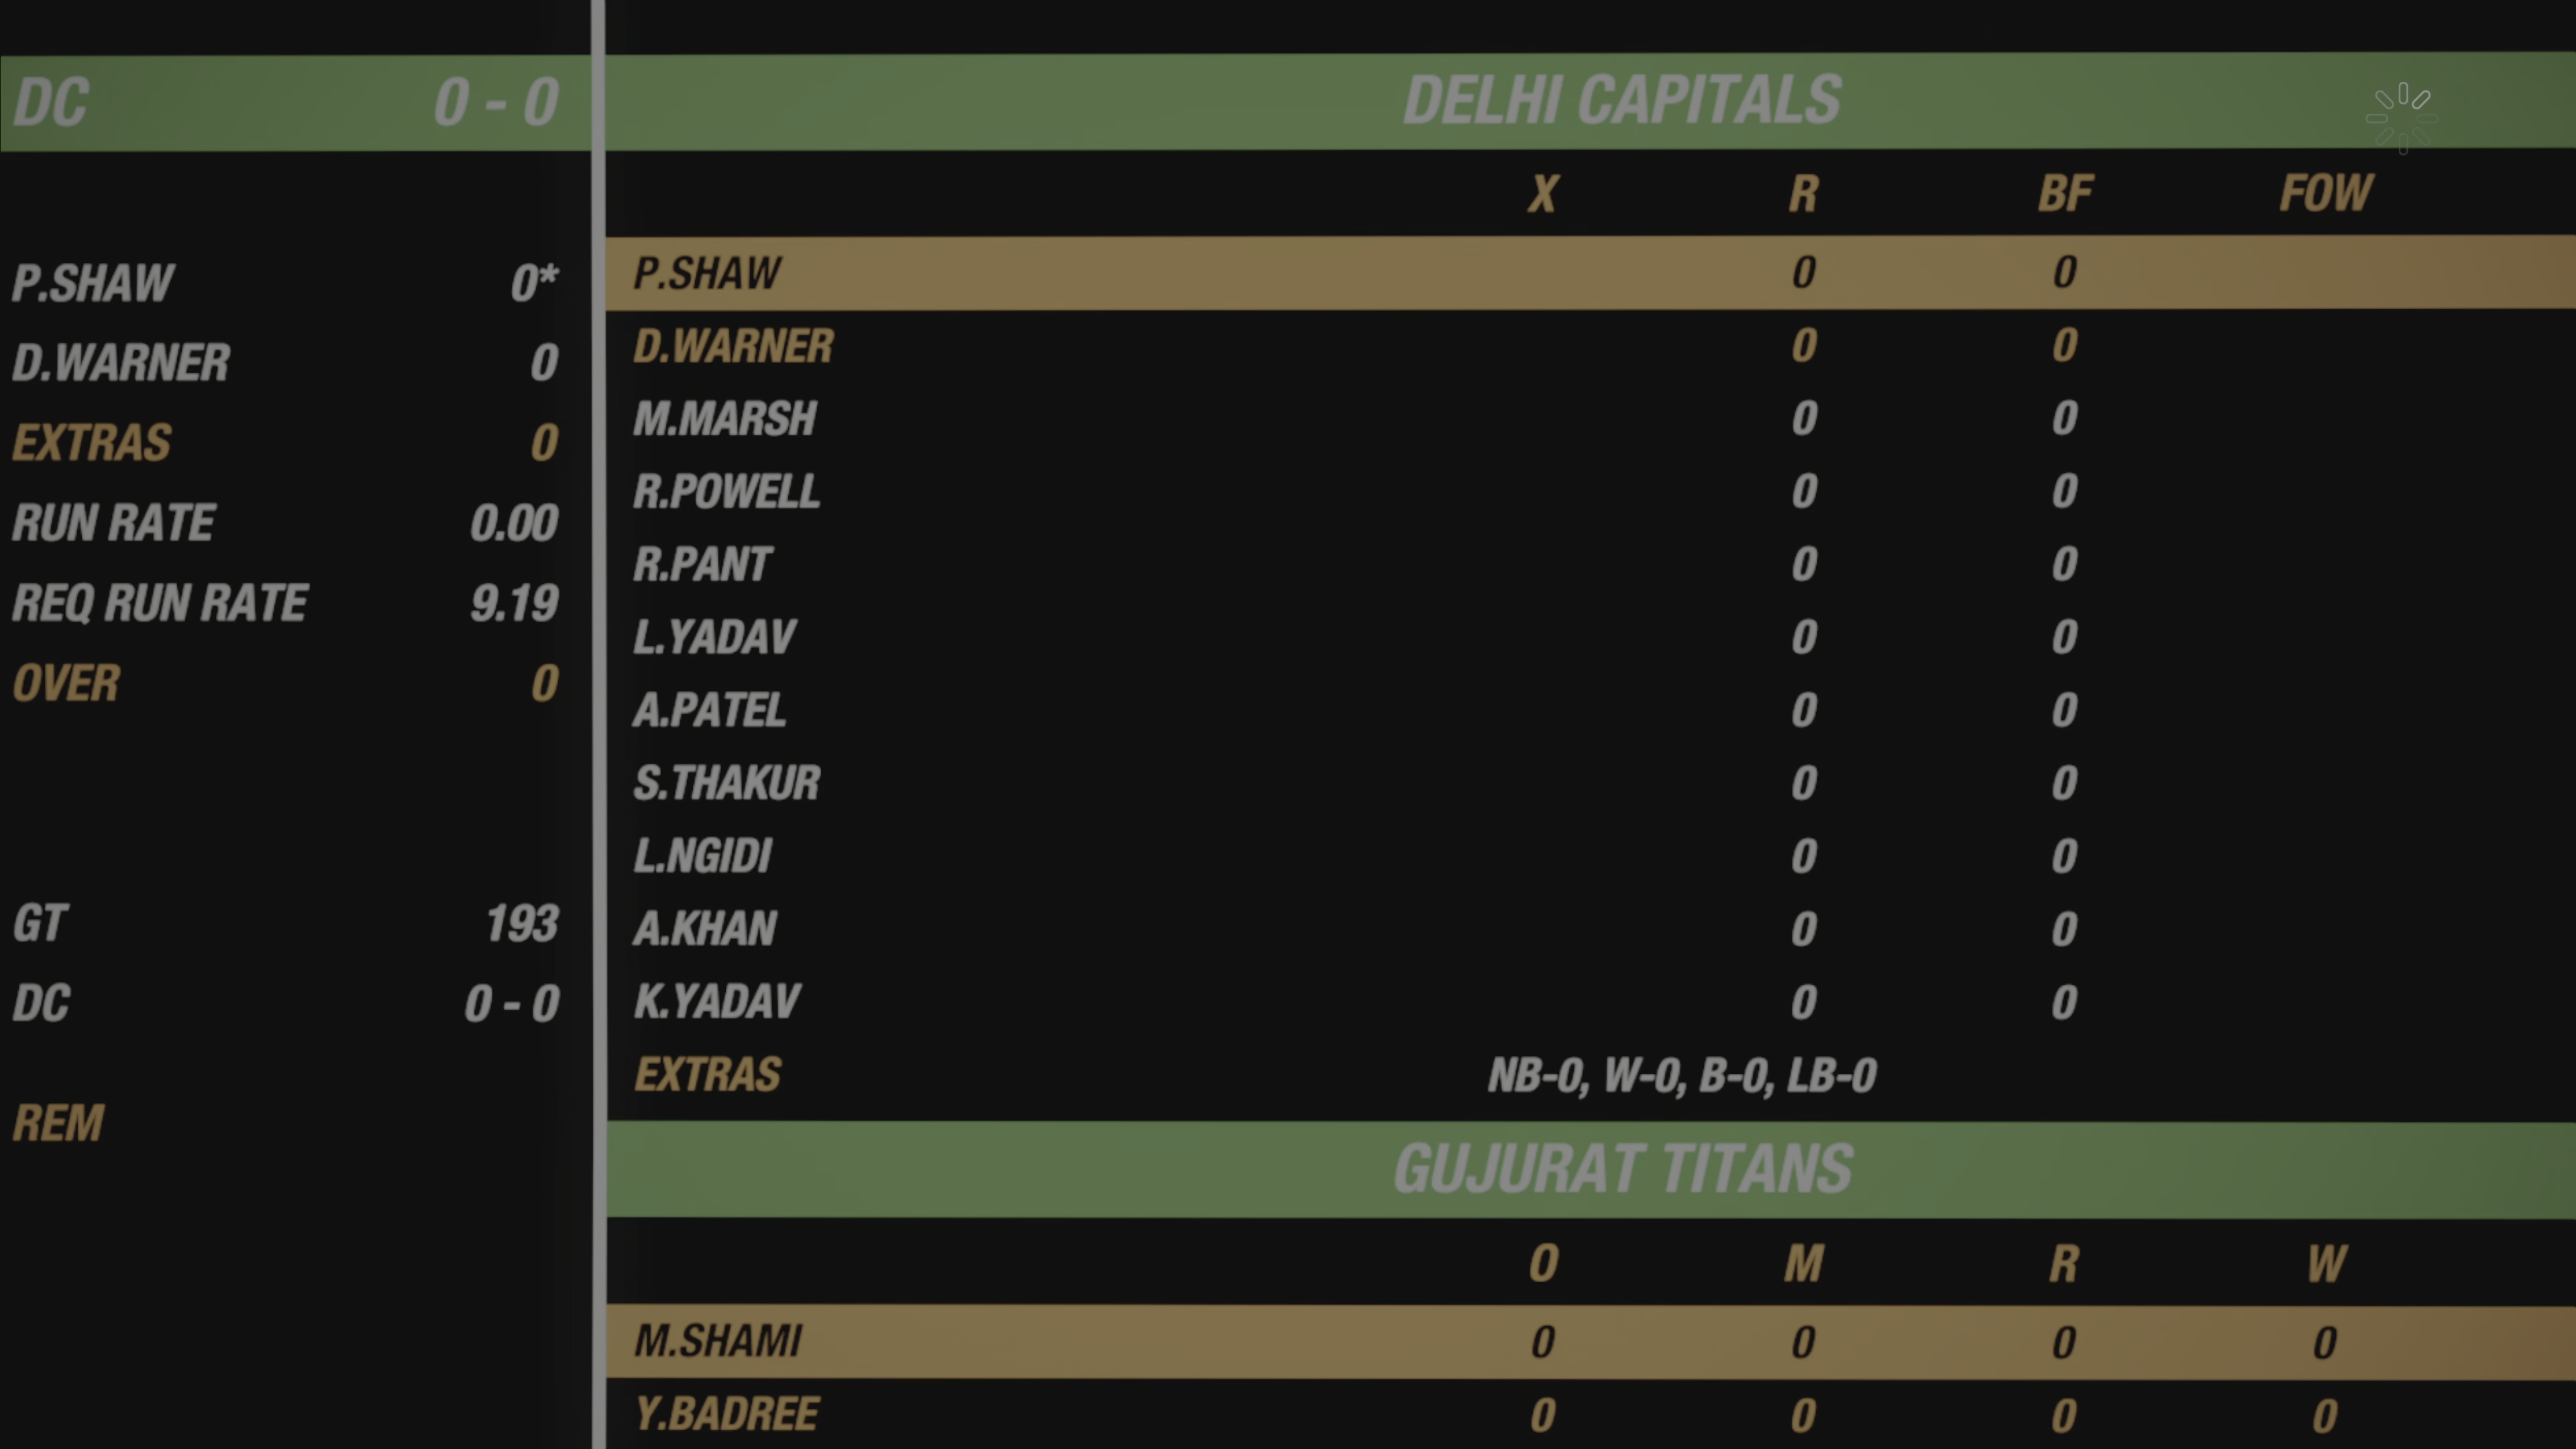 DC 0 - 0
P.SHAW 0*
D.WARNER 0
EXTRAS 0
RUN RATE 0.00
REQ RUN RATE 9.19
OVER 0
GT 193
DC 0 - 0
REM
DELHI CAPITALS
X R BF FOW
P.SHAW 0 0
D.WARNER 0 0
M.MARSH 0 0
R.POWELL 0 0
R.PANT 0 0
L.YADAV 0 0
A.PATEL 0 0
S.THAKUR 0 0
L.NGIDI 0 0
A.KHAN 0 0
K.YADAV 0 0
EXTRAS NB-0, W-0, B-0, LB-0
GUJURAT TITANS
O M R W
M.SHAMI 0 0 0 0
Y.BADREE 0 0 0 0